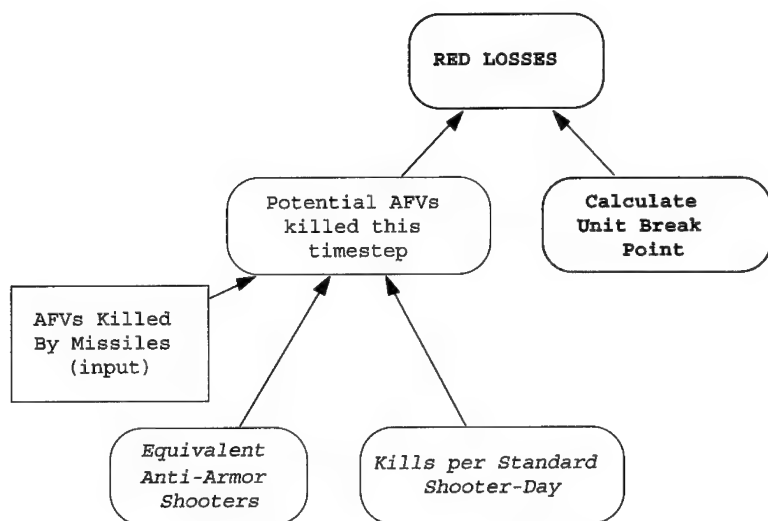 RED LOSSES
Potential AFVs
killed this
timestep
Calculate
Unit Break
Point
AFVs Killed
By Missiles
(input)
Equivalent
Anti-Armor
Shooters
Kills per Standard
Shooter-Day